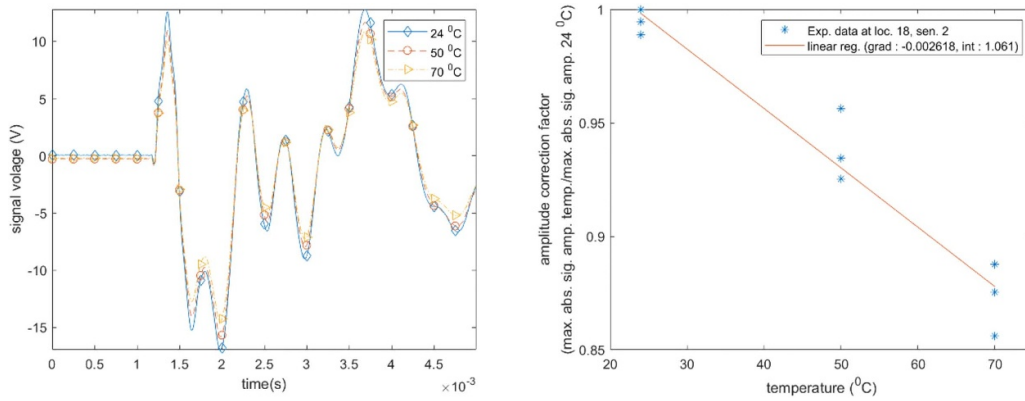 10
5
0
-5
-10
-15
signal volage (V)
24 ⁰C
50 ⁰C
70 ⁰C
0
0.5
1
1.5
2
2.5
3
3.5
4
4.5
time(s)
×10⁻³
1
0.95
0.9
0.85
amplitude correction factor
(max. abs. sig. amp. temp./max. abs. sig. amp. 24 ⁰C)
Exp. data at loc. 18, sen. 2
linear reg. (grad : -0.002618, int : 1.061)
20
30
40
50
60
70
temperature (⁰C)